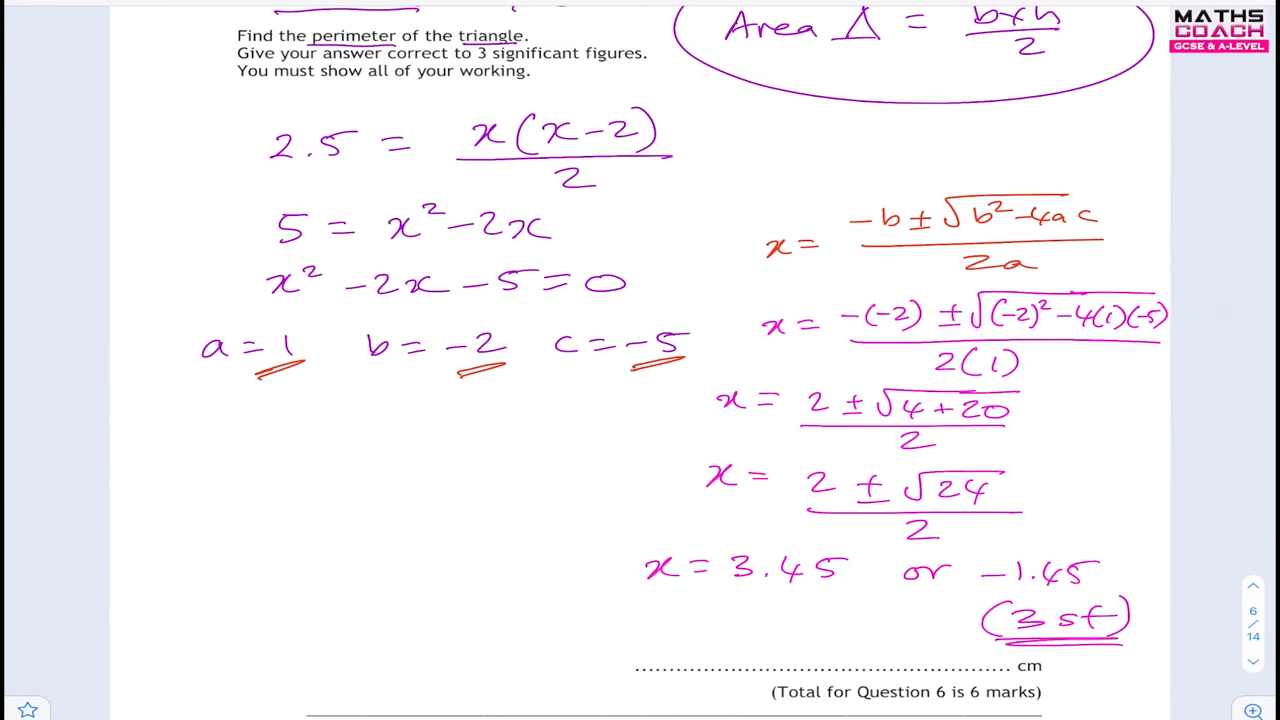 Area Δ = b×h / 2
MATHS
COACH
GCSE & A-LEVEL
Find the perimeter of the triangle.
Give your answer correct to 3 significant figures.
You must show all of your working.
2.5 = x(x-2) / 2
5 = x² - 2x
x² - 2x - 5 = 0
a = 1 b = -2 c = -5
x = -b ± √b² - 4ac / 2a
x = -(-2) ± √(-2)² - 4(1)(-5) / 2(1)
x = 2 ± √4 + 20 / 2
x = 2 ± √24 / 2
x = 3.45 or -1.45
(3 sf)
6
/
14
cm
(Total for Question 6 is 6 marks)